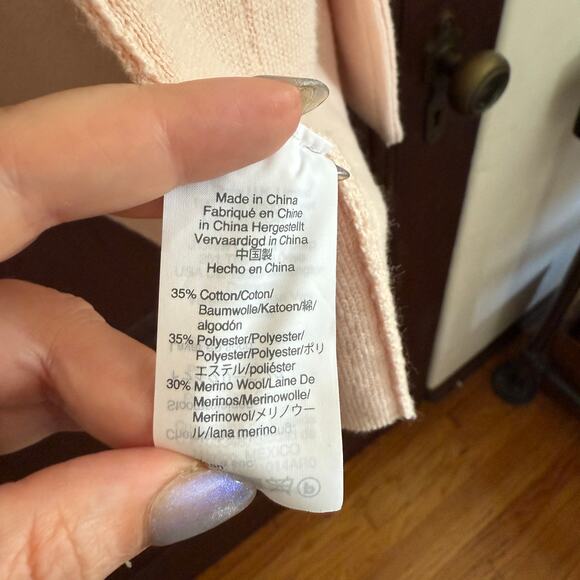 Made in China
Fabriqué en Chine
in China Hergestellt
Vervaardigd in China
中国製
Hecho en China
35% Cotton/Coton/
Baumwolle/Katoen/綿/
algodón
35% Polyester/Polyester/
Polyester/Polyester/ポリ
エステル/poliéster
30% Merino Wool/Laine De
Merinos/Merinowolle/
Merinowol/メリノウー
ル/lana merino